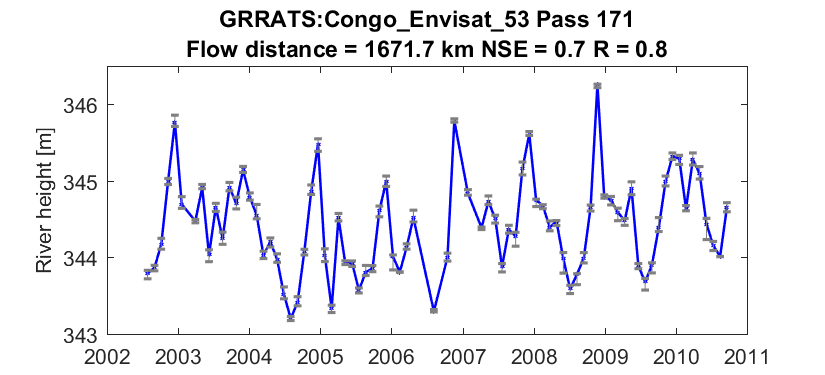 GRRATS:Congo_Envisat_53 Pass 171
Flow distance = 1671.7 km NSE = 0.7 R = 0.8
River height [m]
346
345
344
343
2002 2003 2004 2005 2006 2007 2008 2009 2010 2011